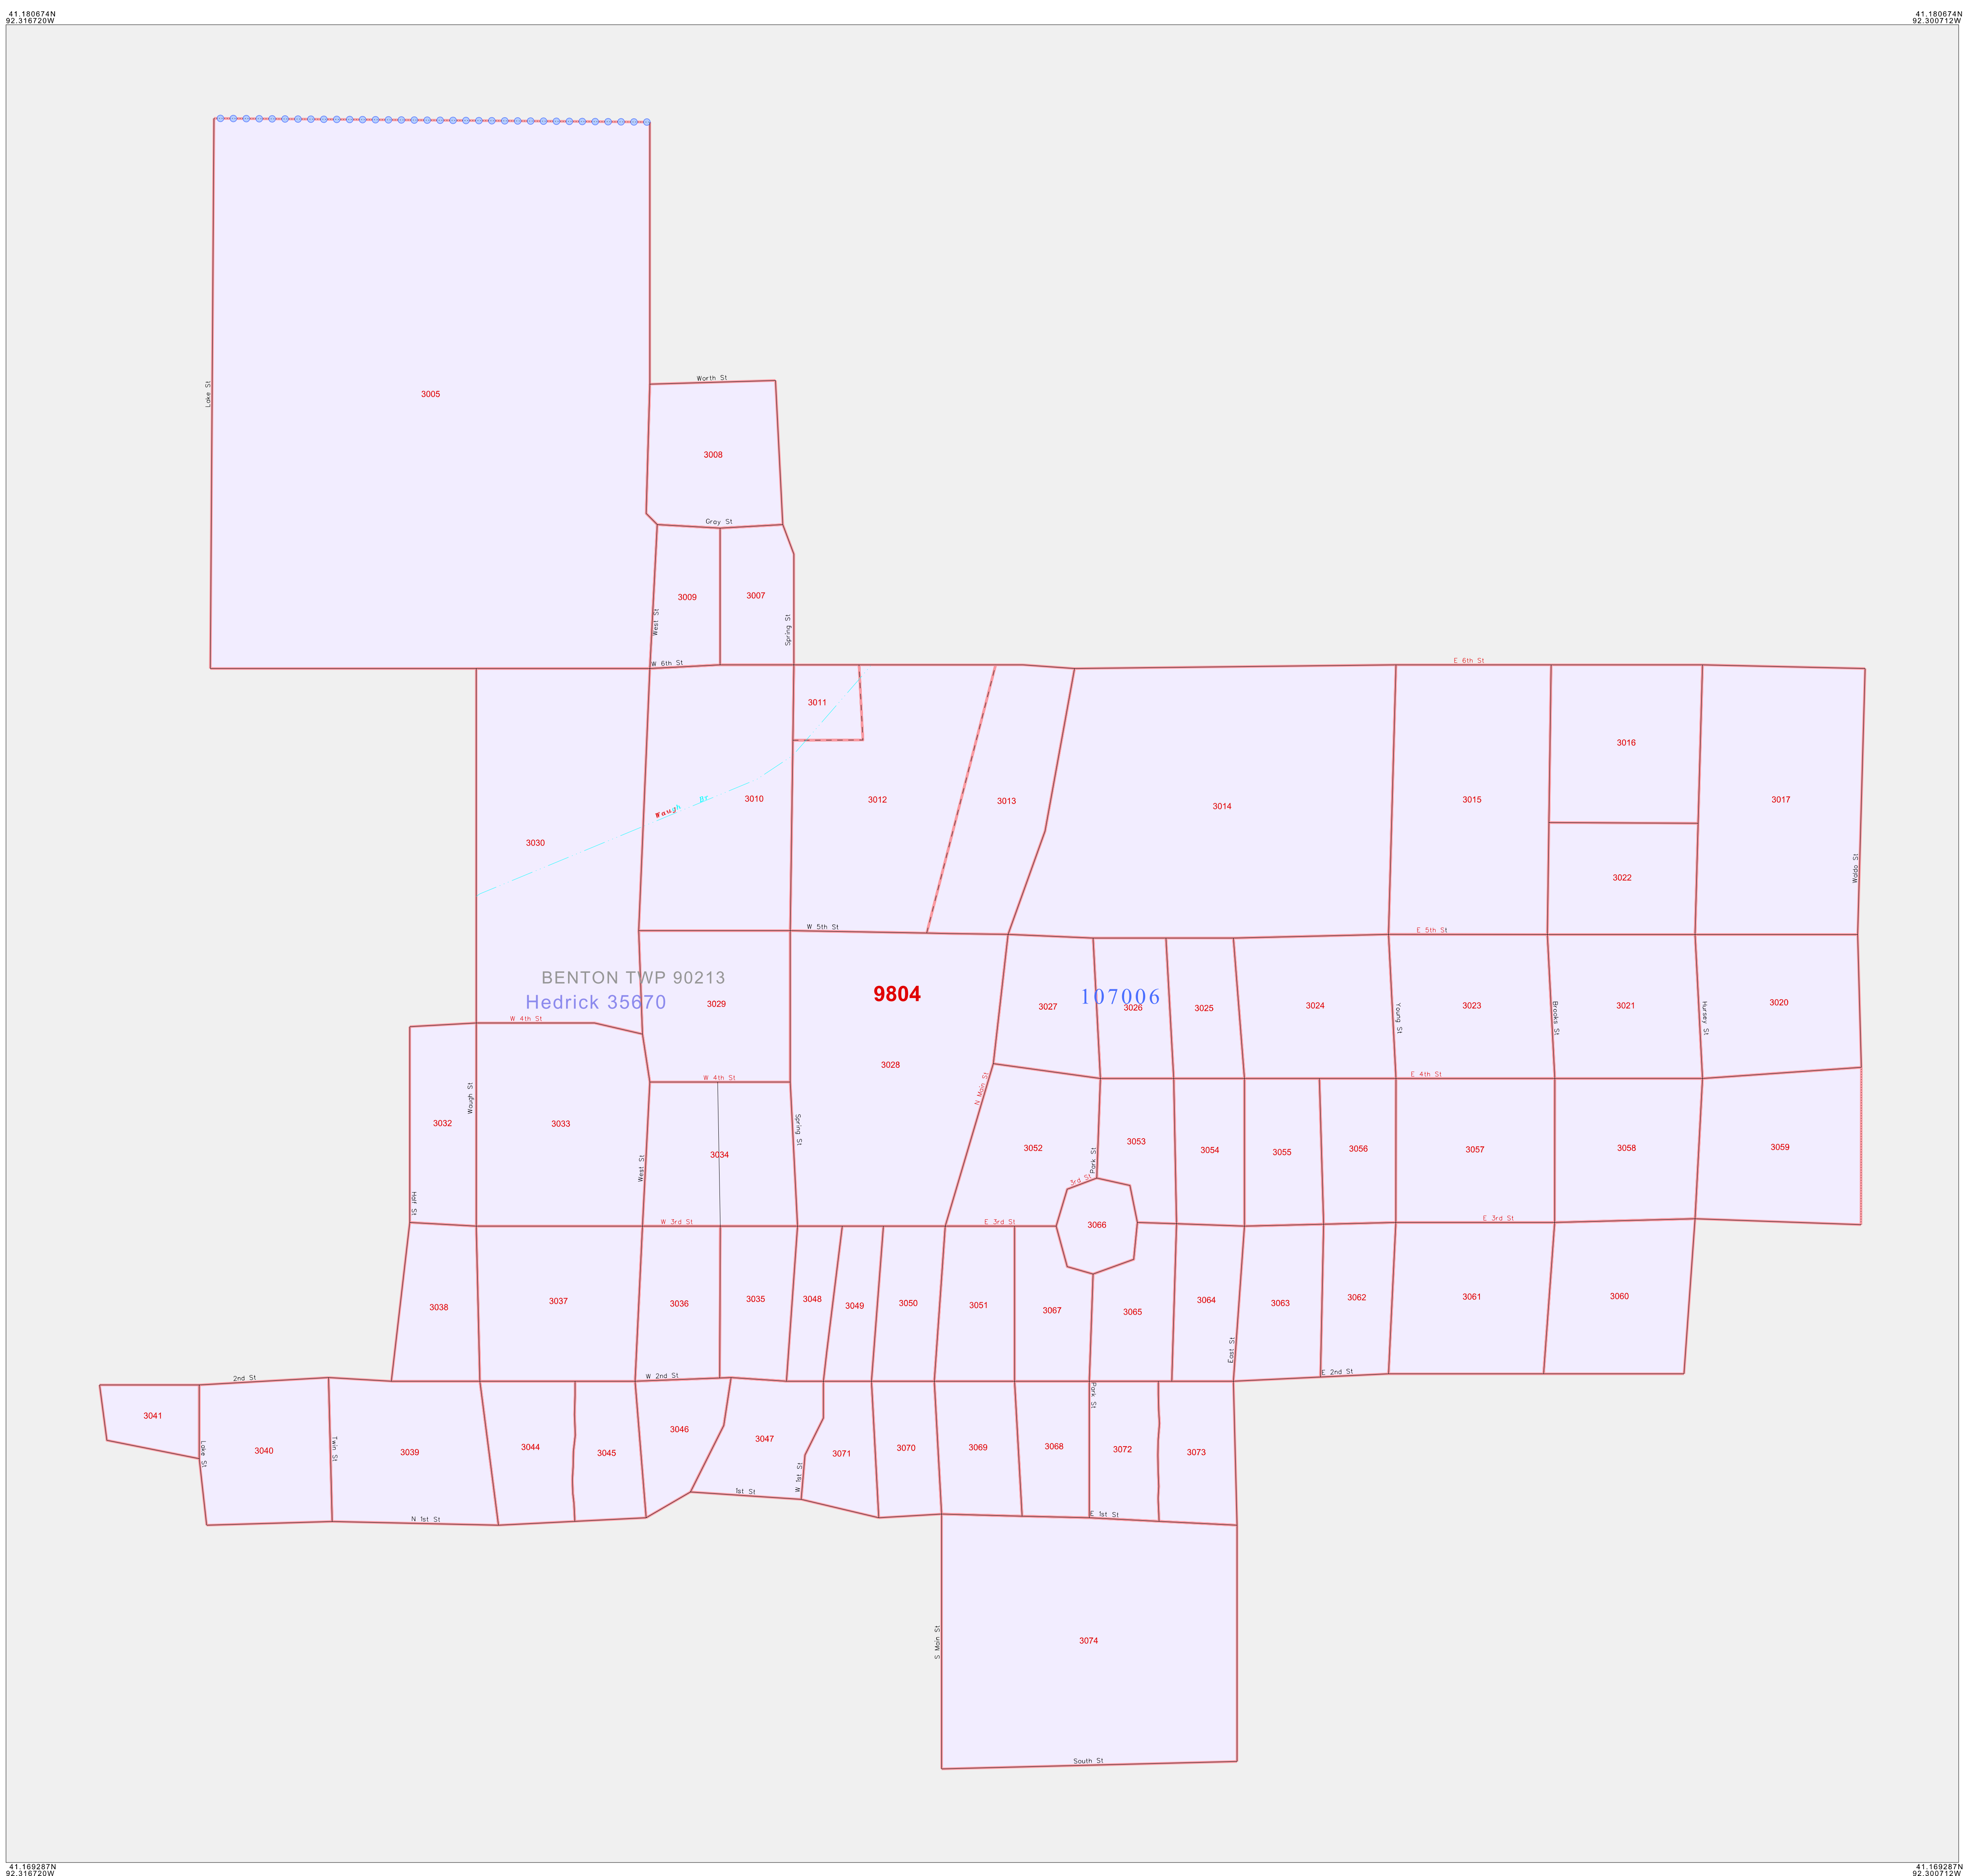 41.180674N
92.316720W
41.180674N
92.300712W
Worth St
Lake St
3005
3008
Gray St
3009
3007
West St
Spring St
W 6th St
E 6th St
3011
3016
3010
3012
3013
3014
3015
3017
Waugh Br
3030
Waldo St
3022
W 5th St
E 5th St
BENTON TWP 90213
Hedrick 35670
9804
107006
3029
3027
3026
3025
3024
3023
3021
3020
Young St
Brooks St
Hursey St
W 4th St
3028
W 4th St
E 4th St
N Main St
Waugh St
3032
3033
Spring St
3034
West St
3052
3053
3054
3055
3056
3057
3058
3059
Park St
3rd St
Hof St
W 3rd St
E 3rd St
3066
E 3rd St
3038
3037
3036
3035
3048
3049
3050
3051
3067
3065
3064
3063
3062
3061
3060
East St
2nd St
W 2nd St
E 2nd St
Park St
3041
Lake St
3040
Twin St
3039
3044
3045
3046
3047
W 1st St
3071
3070
3069
3068
3072
3073
1st St
N 1st St
E 1st St
S Main St
3074
South St
41.169287N
92.316720W
41.169287N
92.300712W